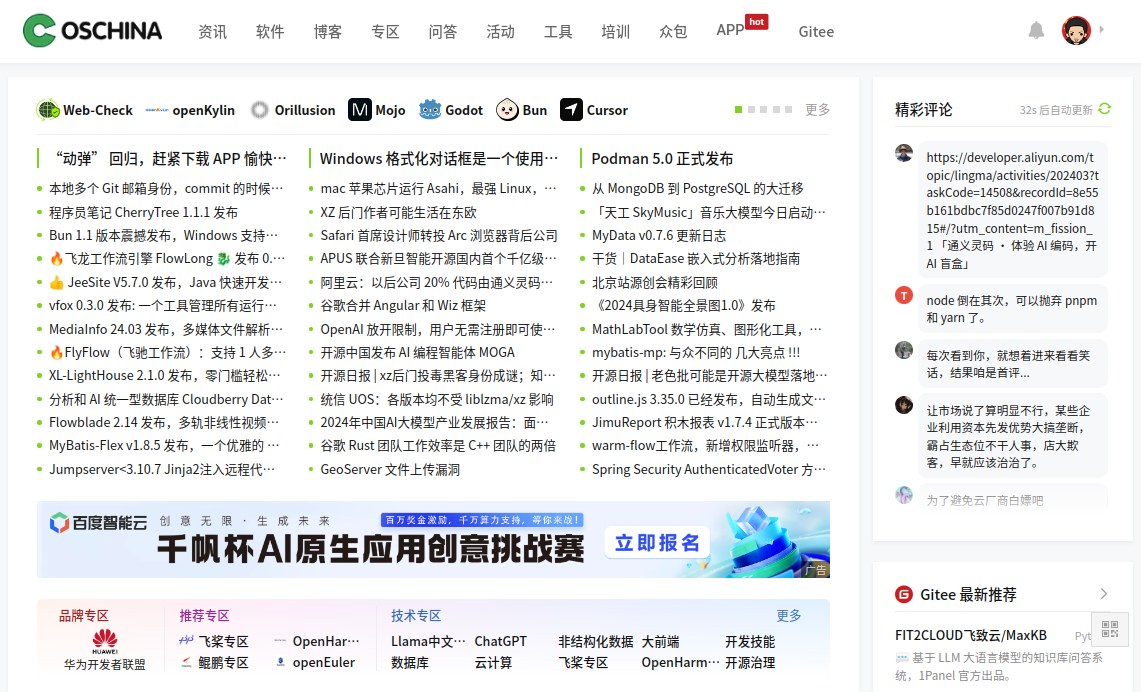 OSCHINA 资讯 软件 博客 专区 问答 活动 工具 培训 众包 APP hot Gitee
Web-Check openKylin Orillusion Mojo Godot Bun Cursor 更多
“动弹” 回归，赶紧下载 APP 愉快…
本地多个 Git 邮箱身份，commit 的时候…
程序员笔记 CherryTree 1.1.1 发布
Bun 1.1 版本震撼发布，Windows 支持…
🔥飞龙工作流引擎 FlowLong 🐉 发布 0.…
👍 JeeSite V5.7.0 发布，Java 快速开发…
vfox 0.3.0 发布: 一个工具管理所有运行…
MediaInfo 24.03 发布，多媒体文件解析…
🔥FlyFlow（飞驰工作流）：支持 1 人多…
XL-LightHouse 2.1.0 发布，零门槛轻松…
分析和 AI 统一型数据库 Cloudberry Dat…
Flowblade 2.14 发布，多轨非线性视频…
MyBatis-Flex v1.8.5 发布，一个优雅的 …
Jumpserver<3.10.7 Jinja2注入远程代…
Windows 格式化对话框是一个使用…
mac 苹果芯片运行 Asahi，最强 Linux，…
XZ 后门作者可能生活在东欧
Safari 首席设计师转投 Arc 浏览器背后公司
APUS 联合新旦智能开源国内首个千亿级…
阿里云：以后公司 20% 代码由通义灵码…
谷歌合并 Angular 和 Wiz 框架
OpenAI 放开限制，用户无需注册即可使…
开源中国发布 AI 编程智能体 MOGA
开源日报 | xz后门投毒黑客身份成谜；知…
统信 UOS：各版本均不受 liblzma/xz 影响
2024年中国AI大模型产业发展报告：面…
谷歌 Rust 团队工作效率是 C++ 团队的两倍
GeoServer 文件上传漏洞
Podman 5.0 正式发布
从 MongoDB 到 PostgreSQL 的大迁移
「天工 SkyMusic」音乐大模型今日启动…
MyData v0.7.6 更新日志
干货｜DataEase 嵌入式分析落地指南
北京站源创会精彩回顾
《2024具身智能全景图1.0》发布
MathLabTool 数学仿真、图形化工具，…
mybatis-mp: 与众不同的 几大亮点 !!!
开源日报 | 老色批可能是开源大模型落地…
outline.js 3.35.0 已经发布，自动生成文…
JimuReport 积木报表 v1.7.4 正式版本…
warm-flow工作流，新增权限监听器，…
Spring Security AuthenticatedVoter 方…
百度智能云 创意无限·生成未来 百万奖金激励，千万算力支持，等你来战！
千帆杯AI原生应用创意挑战赛
立即报名
广告
品牌专区
HUAWEI
华为开发者联盟
推荐专区
飞桨专区 OpenHar…
鲲鹏专区 openEuler
技术专区 更多
Llama中文… ChatGPT 非结构化数据 大前端 开发技能
数据库 云计算 飞桨专区 OpenHarm… 开源治理
精彩评论 32s 后自动更新
https://developer.aliyun.com/t
opic/lingma/activities/202403?t
askCode=14508&recordId=8e55
b161bdbc7f85d0247f007b91d8
15#/?utm_content=m_fission_
1 「通义灵码 · 体验 AI 编码，开
AI 盲盒」
T
node 倒在其次，可以抛弃 pnpm
和 yarn 了。
每次看到你，就想着进来看看笑
话，结果咱是首评...
让市场说了算明显不行，某些企
业利用资本先发优势大搞垄断，
霸占生态位不干人事，店大欺
客，早就应该治治了。
为了避免云厂商白嫖吧
G Gitee 最新推荐
FIT2CLOUD飞致云/MaxKB Pyt
💬 基于 LLM 大语言模型的知识库问答系
统，1Panel 官方出品。